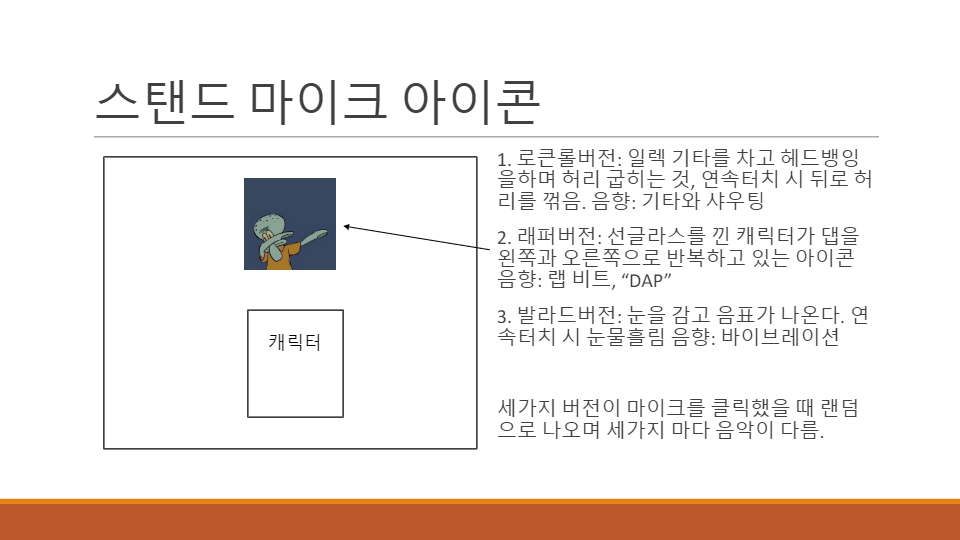 스탠드 마이크 아이콘
1. 로큰롤버전: 일렉 기타를 차고 헤드뱅잉
을하며 허리 굽히는 것, 연속터치 시 뒤로 허
리를 꺾음. 음향: 기타와 샤우팅
2. 래퍼버전: 선글라스를 낀 캐릭터가 댑을
왼쪽과 오른쪽으로 반복하고 있는 아이콘
음향: 랩 비트, “DAP”
3. 발라드버전: 눈을 감고 음표가 나온다. 연
속터치 시 눈물흘림 음향: 바이브레이션
캐릭터
세가지 버전이 마이크를 클릭했을 때 랜덤
으로 나오며 세가지 마다 음악이 다름.